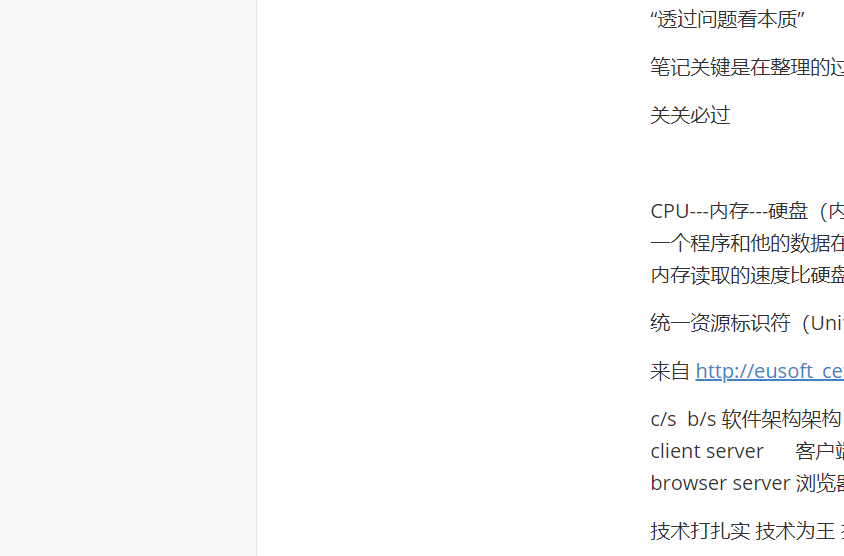 “透过问题看本质”
笔记关键是在整理的过
关关必过
CPU---内存---硬盘（内
一个程序和他的数据在
内存读取的速度比硬盘
统一资源标识符（Uni
来自 http://eusoft_ce
c/s b/s 软件架构架构
client server 客户端
browser server 浏览器
技术打扎实 技术为王